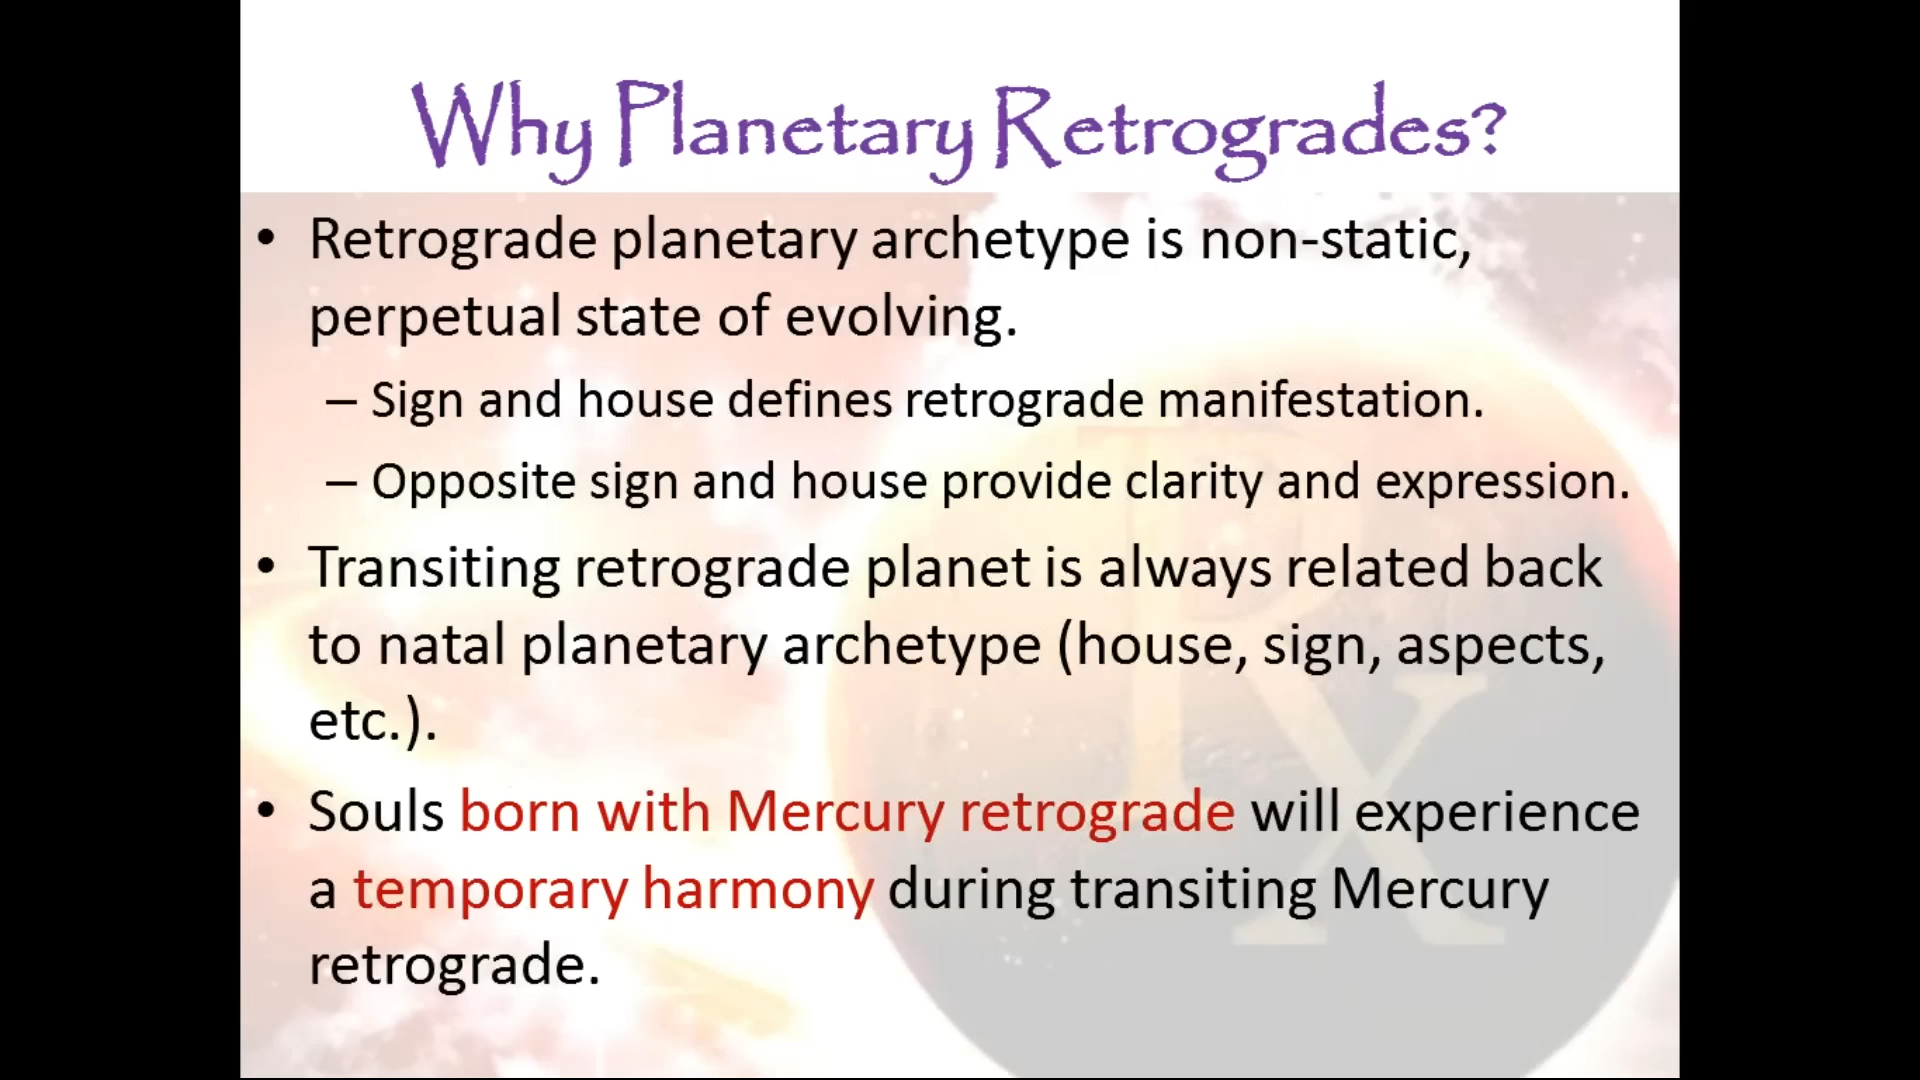 Why Planetary Retrogrades?
• Retrograde planetary archetype is non-static,
perpetual state of evolving.
– Sign and house defines retrograde manifestation.
– Opposite sign and house provide clarity and expression.
• Transiting retrograde planet is always related back
to natal planetary archetype (house, sign, aspects,
etc.).
• Souls born with Mercury retrograde will experience
a temporary harmony during transiting Mercury
retrograde.